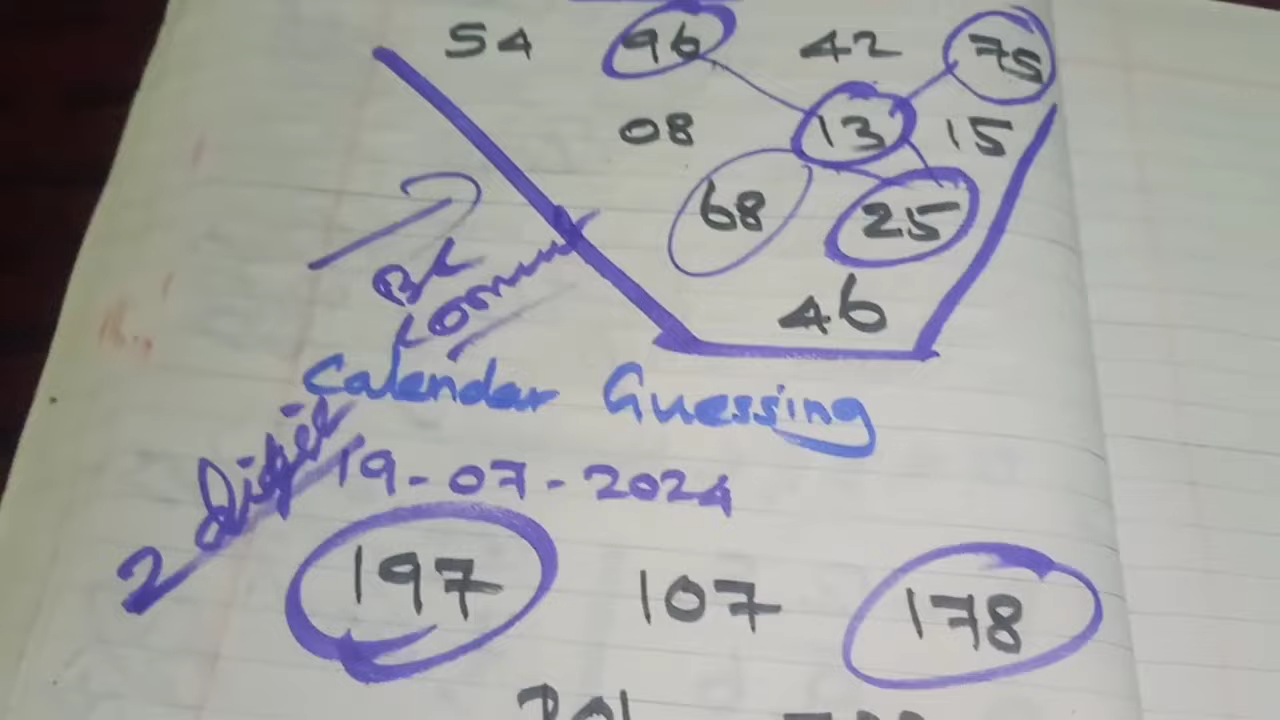 54 96 42 75
08 13 15
68 25
46
BC
Calendar Guessing
2 Digit
19-07-2024
197 107 178